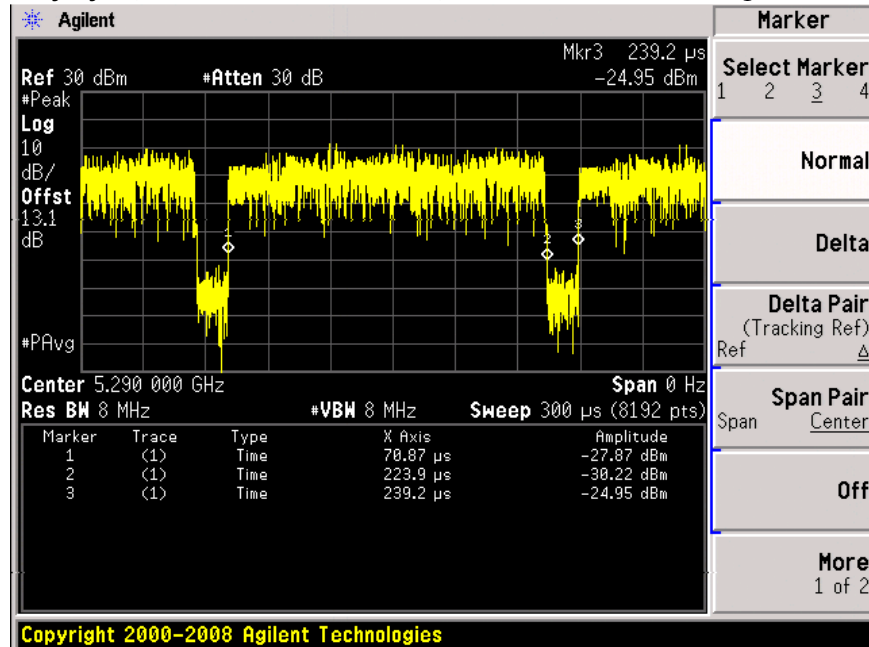 Agilent
Marker
Mkr3 239.2 µs
Ref 30 dBm #Atten 30 dB -24.95 dBm
#Peak
Log
10
dB/
Offst
13.1
dB
1
2
3
#PAvg
Center 5.290 000 GHz Span 0 Hz
Res BW 8 MHz #VBW 8 MHz Sweep 300 µs (8192 pts)
Marker Trace Type X Axis Amplitude
1 (1) Time 70.87 µs -27.87 dBm
2 (1) Time 223.9 µs -30.22 dBm
3 (1) Time 239.2 µs -24.95 dBm
Select Marker
1 2 3 4
Normal
Delta
Delta Pair
(Tracking Ref)
Ref Δ
Span Pair
Span Center
Off
More
1 of 2
Copyright 2000-2008 Agilent Technologies